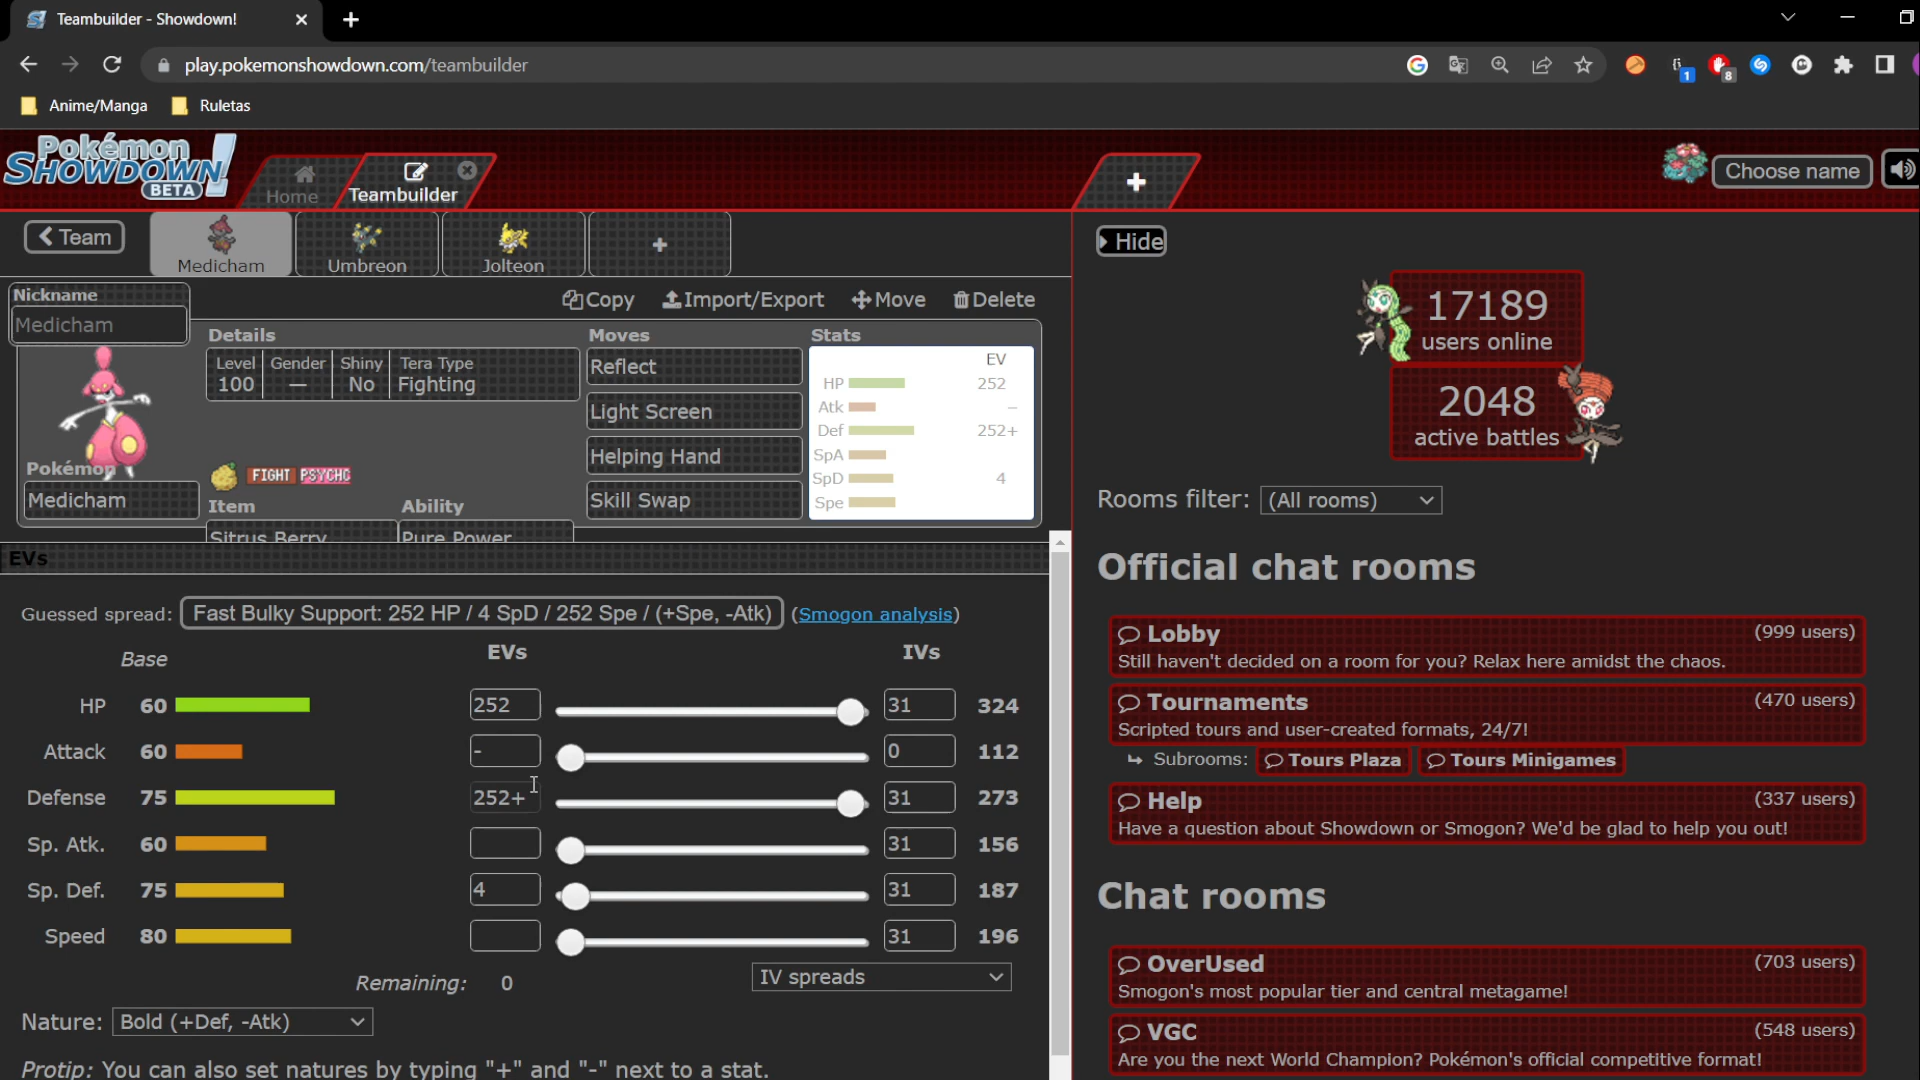 Teambuilder - Showdown!
play.pokemonshowdown.com/teambuilder
1
8
Anime/Manga
Ruletas
Pokémon
SHOWDOWN!
BETA
Home
Teambuilder
Choose name
Team
Medicham
Umbreon
Jolteon
Hide
Nickname
Medicham
Copy
Import/Export
Move
Delete
Details
Level
100
Gender
—
Shiny
No
Tera Type
Fighting
Moves
Reflect
Light Screen
Helping Hand
Skill Swap
Stats
EV
HP 252
Atk –
Def 252+
SpA
SpD 4
Spe
Pokémon
Medicham
FIGHT PSYCHC
Item
Sitrus Berry
Ability
Pure Power
17189
users online
2048
active battles
Rooms filter: (All rooms)
EVs
Guessed spread: Fast Bulky Support: 252 HP / 4 SpD / 252 Spe / (+Spe, -Atk) (Smogon analysis)
Base EVs IVs
HP 60 252 31 324
Attack 60 - 0 112
Defense 75 252+ 31 273
Sp. Atk. 60 31 156
Sp. Def. 75 4 31 187
Speed 80 31 196
Remaining: 0
IV spreads
Nature: Bold (+Def, -Atk)
Protip: You can also set natures by typing "+" and "-" next to a stat.
Official chat rooms
Lobby (999 users)
Still haven't decided on a room for you? Relax here amidst the chaos.
Tournaments (470 users)
Scripted tours and user-created formats, 24/7!
Subrooms: Tours Plaza Tours Minigames
Help (337 users)
Have a question about Showdown or Smogon? We'd be glad to help you out!
Chat rooms
OverUsed (703 users)
Smogon's most popular tier and central metagame!
VGC (548 users)
Are you the next World Champion? Pokémon's official competitive format!